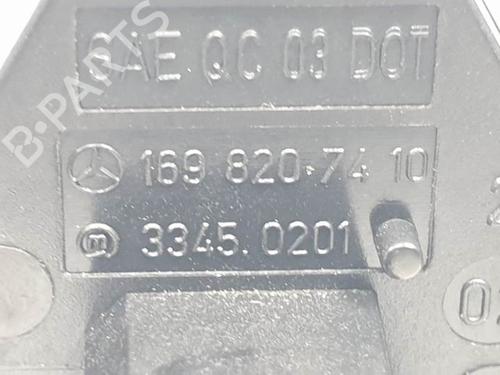 SAE QC 03 DOT
169 820 74 10
3345.0201
B-PARTS